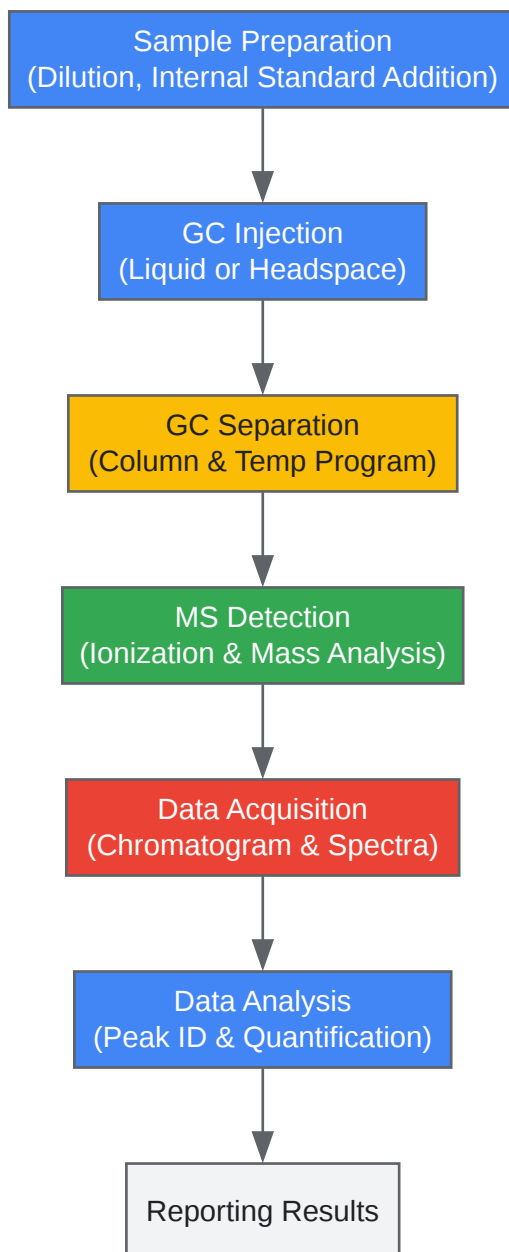 Sample Preparation
(Dilution, Internal Standard Addition)
GC Injection
(Liquid or Headspace)
GC Separation
(Column & Temp Program)
MS Detection
(Ionization & Mass Analysis)
Data Acquisition
(Chromatogram & Spectra)
Data Analysis
(Peak ID & Quantification)
Reporting Results